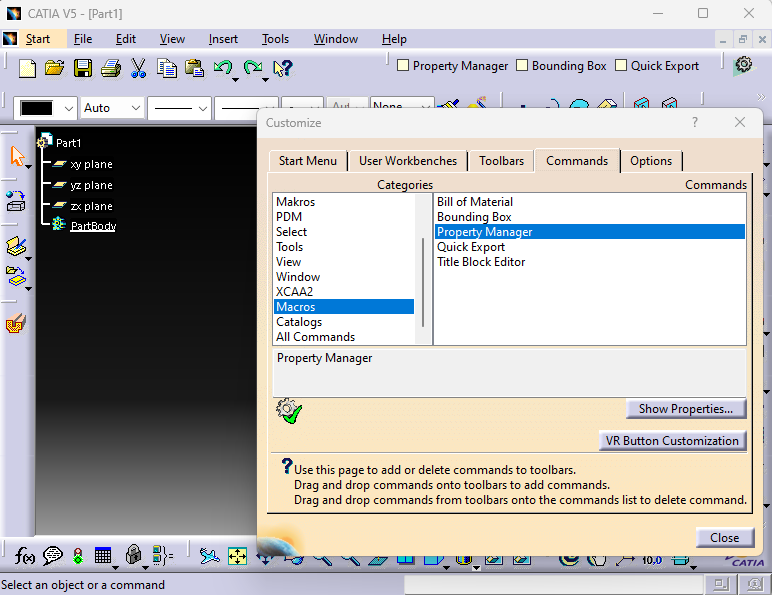 CATIA V5 - [Part1]
Start File Edit View Insert Tools Window Help
Property Manager Bounding Box Quick Export
Auto None
Customize
Start Menu User Workbenches Toolbars Commands Options
Categories Commands
Makros
PDM
Select
Tools
View
Window
XCAA2
Macros
Catalogs
All Commands
Bill of Material
Bounding Box
Property Manager
Quick Export
Title Block Editor
Property Manager
Show Properties...
VR Button Customization
Use this page to add or delete commands to toolbars.
Drag and drop commands onto toolbars to add commands.
Drag and drop commands from toolbars onto the commands list to delete command.
Close
Part1
xy plane
yz plane
zx plane
PartBody
f(x) 10.0 CATIA
Select an object or a command